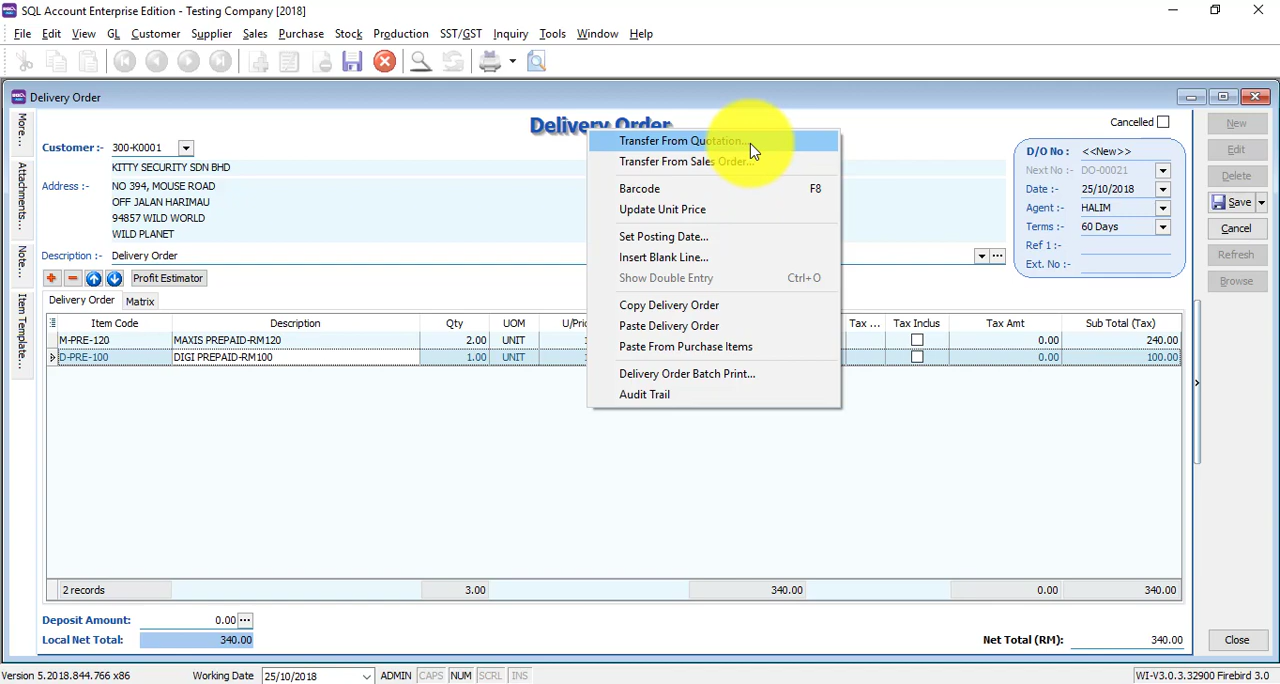 SQL Account Enterprise Edition - Testing Company [2018]
File Edit View GL Customer Supplier Sales Purchase Stock Production SST/GST Inquiry Tools Window Help
Delivery Order
More...
Attachments...
Note...
Item Template...
Delivery Order
Cancelled
Customer :- 300-K0001
KITTY SECURITY SDN BHD
Address :- NO 394, MOUSE ROAD
OFF JALAN HARIMAU
94857 WILD WORLD
WILD PLANET
Description :- Delivery Order
D/O No : <<New>>
Next No :- DO-00021
Date :- 25/10/2018
Agent :- HALIM
Terms :- 60 Days
Ref 1 :-
Ext. No :-
New
Edit
Delete
Save
Cancel
Refresh
Browse
Profit Estimator
Delivery Order Matrix
Item Code Description Qty UOM Tax ... Tax Inclus Tax Amt Sub Total (Tax)
M-PRE-120 MAXIS PREPAID-RM120 2.00 UNIT 0.00 240.00
D-PRE-100 DIGI PREPAID-RM100 1.00 UNIT 0.00 100.00
Transfer From Quotation...
Transfer From Sales Order...
Barcode F8
Update Unit Price
Set Posting Date...
Insert Blank Line...
Show Double Entry Ctrl+O
Copy Delivery Order
Paste Delivery Order
Paste From Purchase Items
Delivery Order Batch Print...
Audit Trail
2 records 3.00 340.00 0.00 340.00
Deposit Amount: 0.00
Local Net Total: 340.00
Net Total (RM): 340.00
Close
Version 5.2018.844.766 x86 Working Date 25/10/2018 ADMIN CAPS NUM SCRL INS WI-V3.0.3.32900 Firebird 3.0